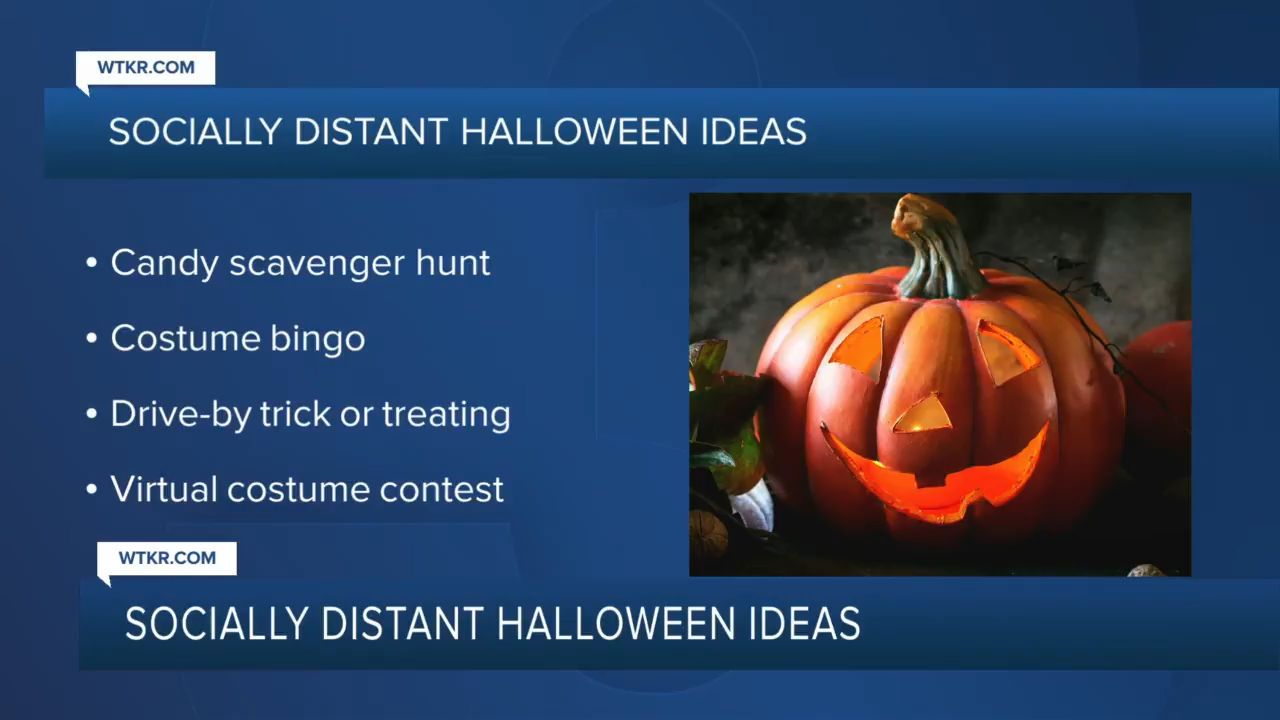 WTKR.COM
SOCIALLY DISTANT HALLOWEEN IDEAS
• Candy scavenger hunt
• Costume bingo
• Drive-by trick or treating
• Virtual costume contest
WTKR.COM
SOCIALLY DISTANT HALLOWEEN IDEAS